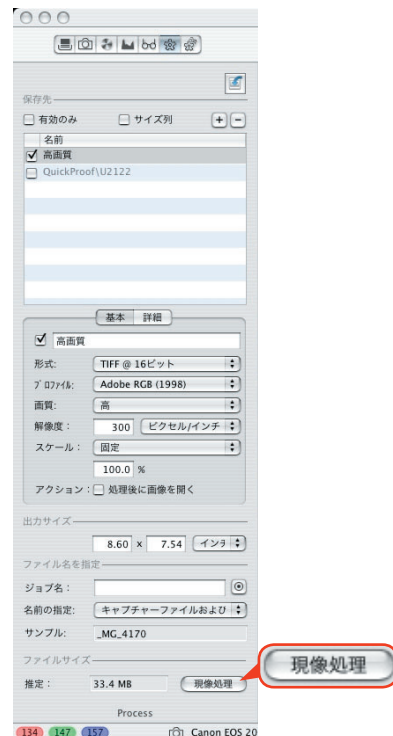 保存先
有効のみ サイズ列 + -
名前
高画質
QuickProof\U2122
基本 詳細
高画質
形式: TIFF @ 16ビット
プロファイル: Adobe RGB (1998)
画質: 高
解像度： 300 ピクセル/インチ
スケール： 固定
100.0 %
アクション： 処理後に画像を開く
出力サイズ
8.60 x 7.54 インチ
ファイル名を指定
ジョブ名：
名前の指定: キャプチャーファイルおよび
サンプル: _MG_4170
ファイルサイズ
現像処理
推定： 33.4 MB 現像処理
Process
134 147 157 Canon EOS 20